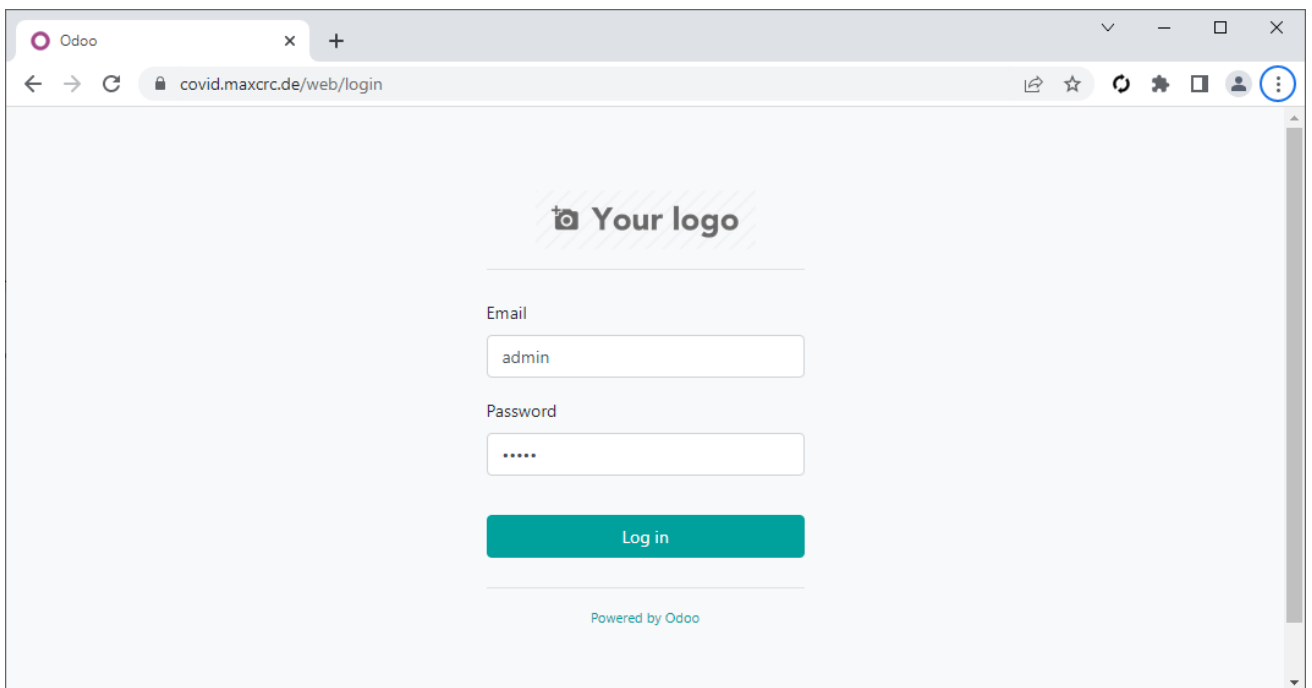 Odoo
covid.maxcrc.de/web/login
Your logo
Email
admin
Password
•••••
Log in
Powered by Odoo